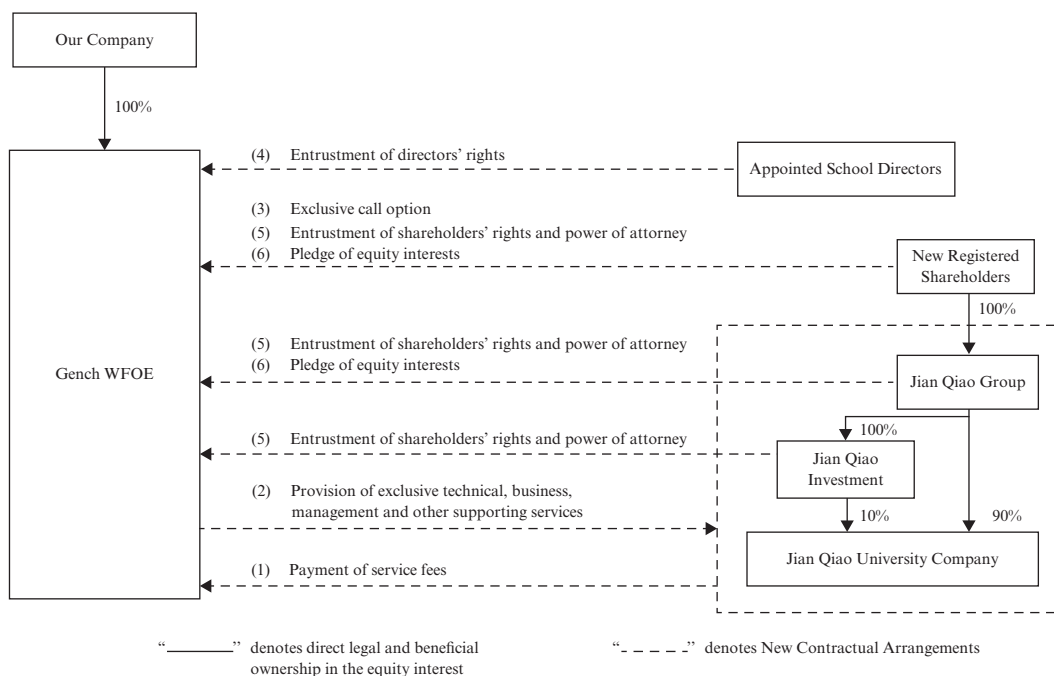 Our Company
100%
(4) Entrustment of directors’ rights
Appointed School Directors
(3) Exclusive call option
(5) Entrustment of shareholders’ rights and power of attorney
(6) Pledge of equity interests
New Registered
Shareholders
100%
Gench WFOE
(5) Entrustment of shareholders’ rights and power of attorney
(6) Pledge of equity interests
Jian Qiao Group
100%
(5) Entrustment of shareholders’ rights and power of attorney
Jian Qiao
Investment
(2) Provision of exclusive technical, business,
management and other supporting services
10%
90%
Jian Qiao University Company
(1) Payment of service fees
“———” denotes direct legal and beneficial
ownership in the equity interest
“- - - - -” denotes New Contractual Arrangements